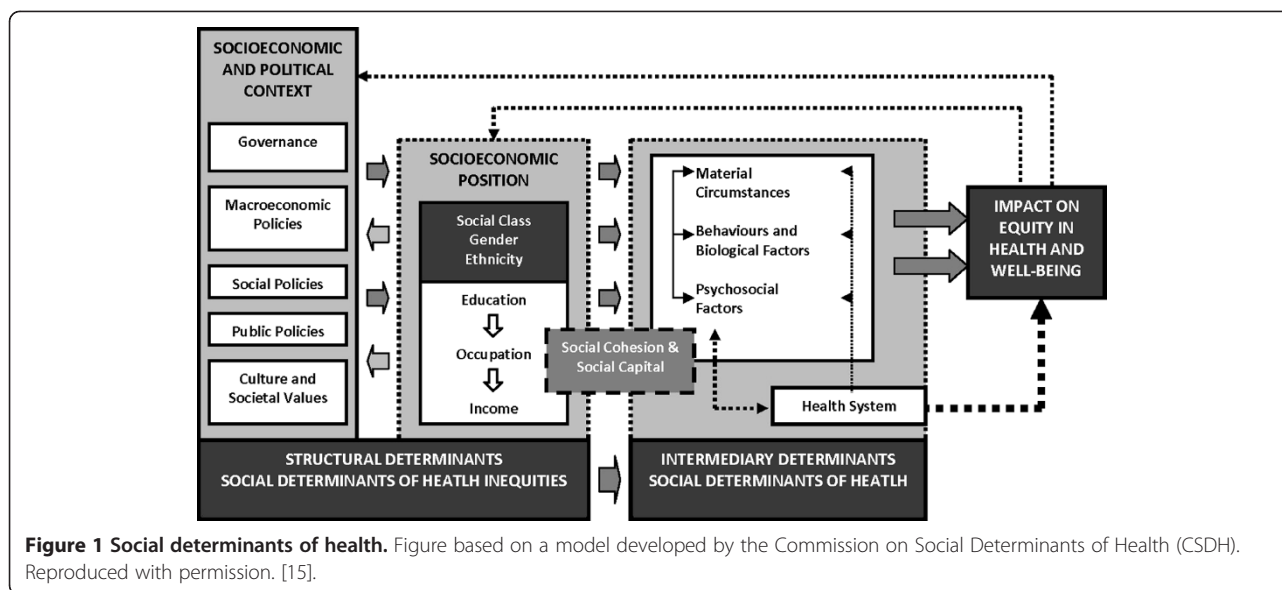 SOCIOECONOMIC
AND POLITICAL
CONTEXT
Governance
Macroeconomic
Policies
Social Policies
Public Policies
Culture and
Societal Values
SOCIOECONOMIC
POSITION
Social Class
Gender
Ethnicity
Education
Occupation
Income
Social Cohesion &
Social Capital
Material
Circumstances
Behaviours and
Biological Factors
Psychosocial
Factors
Health System
IMPACT ON
EQUITY IN
HEALTH AND
WELL-BEING
STRUCTURAL DETERMINANTS
SOCIAL DETERMINANTS OF HEATLH INEQUITIES
INTERMEDIARY DETERMINANTS
SOCIAL DETERMINANTS OF HEATLH
Figure 1 Social determinants of health. Figure based on a model developed by the Commission on Social Determinants of Health (CSDH).
Reproduced with permission. [15].